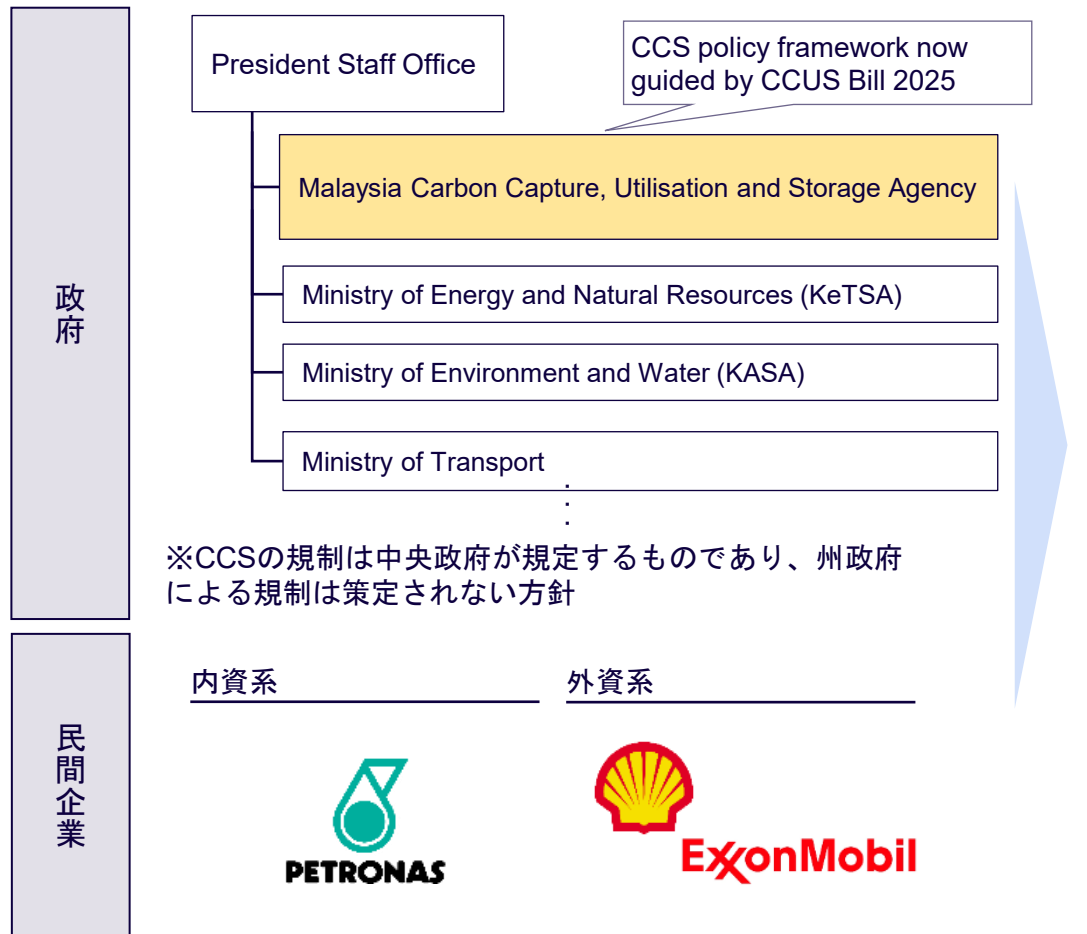 President Staff Office
CCS policy framework now
guided by CCUS Bill 2025
Malaysia Carbon Capture, Utilisation and Storage Agency
Ministry of Energy and Natural Resources (KeTSA)
Ministry of Environment and Water (KASA)
Ministry of Transport
政府
※CCSの規制は中央政府が規定するものであり、州政府
による規制は策定されない方針
民間企業
内資系
外資系
PETRONAS
ExxonMobil